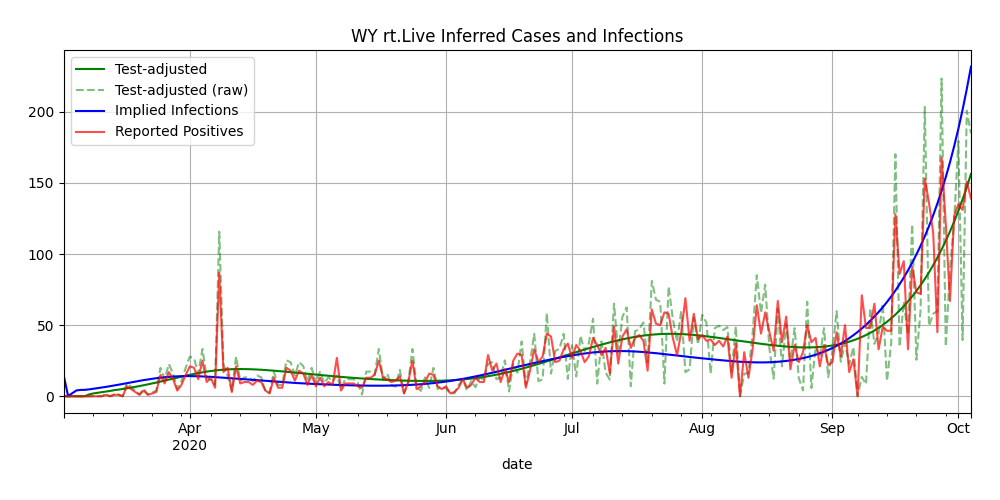 WY rt.Live Inferred Cases and Infections
Test-adjusted
Test-adjusted (raw)
Implied Infections
Reported Positives
200
150
100
50
0
Apr
2020
May
Jun
Jul
Aug
Sep
Oct
date